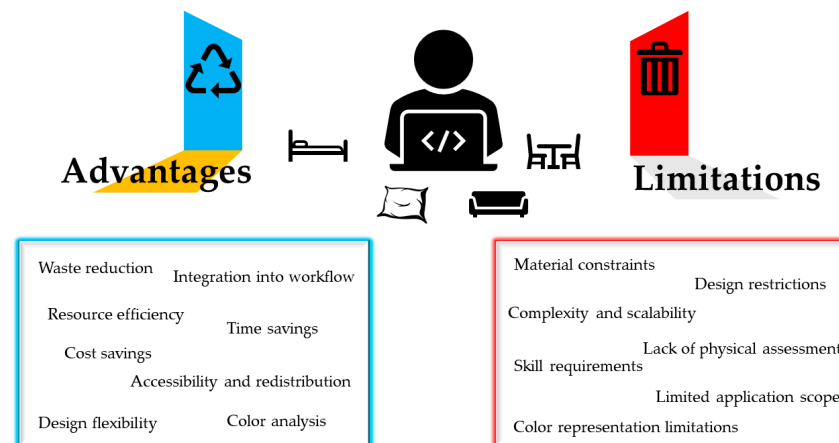 </>
Advantages
Limitations
Waste reduction
Integration into workflow
Resource efficiency
Time savings
Cost savings
Accessibility and redistribution
Design flexibility
Color analysis
Material constraints
Design restrictions
Complexity and scalability
Lack of physical assessment
Skill requirements
Limited application scope
Color representation limitations